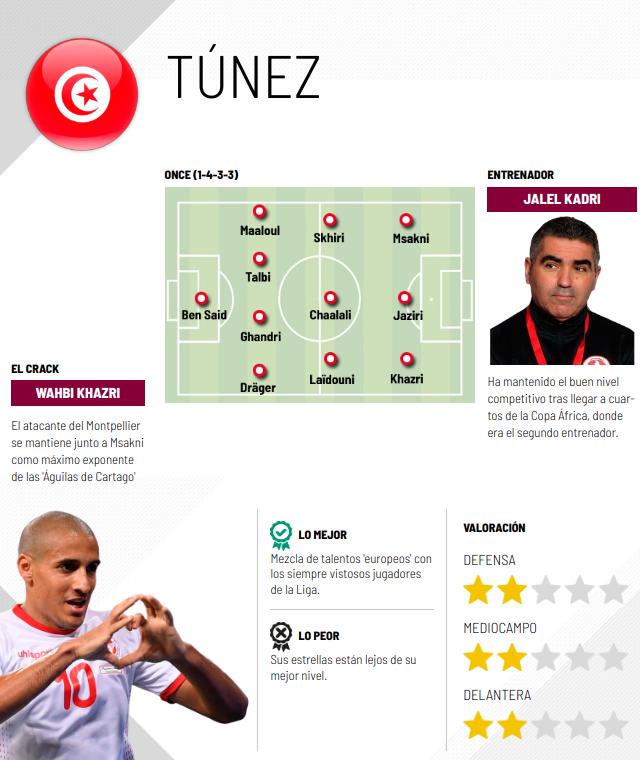 TÚNEZ
ONCE (1-4-3-3)
Maaloul
Skhiri
Msakni
Talbi
Ben Said
Chaalali
Jaziri
Ghandri
Dräger
Laïdouni
Khazri
ENTRENADOR
JALEL KADRI
Ha mantenido el buen nivel
competitivo tras llegar a cuar-
tos de la Copa África, donde
era el segundo entrenador.
EL CRACK
WAHBI KHAZRI
El atacante del Montpellier
se mantiene junto a Msakni
como máximo exponente
de las 'Águilas de Cartago'
uhlsport
10
LO MEJOR
Mezcla de talentos 'europeos' con
los siempre vistosos jugadores
de la Liga.
LO PEOR
Sus estrellas están lejos de su
mejor nivel.
VALORACIÓN
DEFENSA
MEDIOCAMPO
DELANTERA